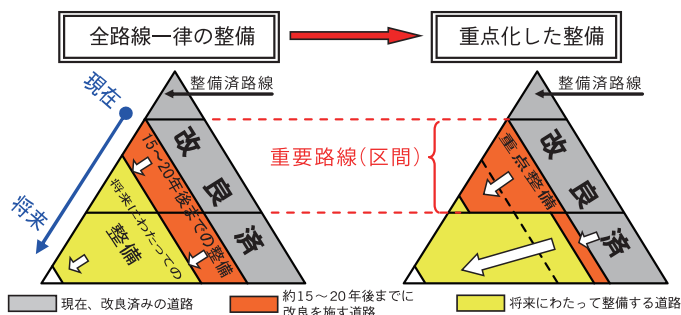 全路線一律の整備
重点化した整備
現在
整備済路線
整備済路線
改良済
15～20年後までの整備
将来にわたっての
整備
将来
重要路線(区間)
重点整備
改良済
現在、改良済みの道路
約15～20年後までに
改良を施す道路
将来にわたって整備する道路